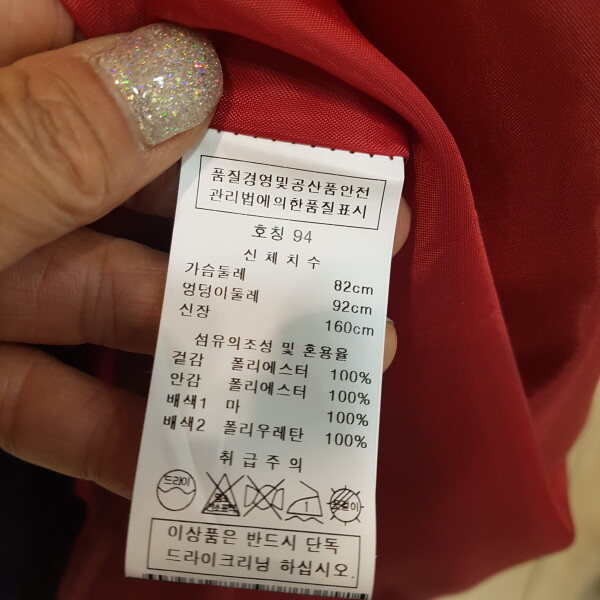 품질경영및공산품안전
관리법에의한품질표시
호칭 94
신체치수
가슴둘레 82cm
엉덩이둘레 92cm
신장 160cm
섬유의조성 및 혼용율
겉감 폴리에스터 100%
안감 폴리에스터 100%
배색1 마 100%
배색2 폴리우레탄 100%
취급주의
드라이
옷걸이
이상품은 반드시 단독
드라이크리닝 하십시오.